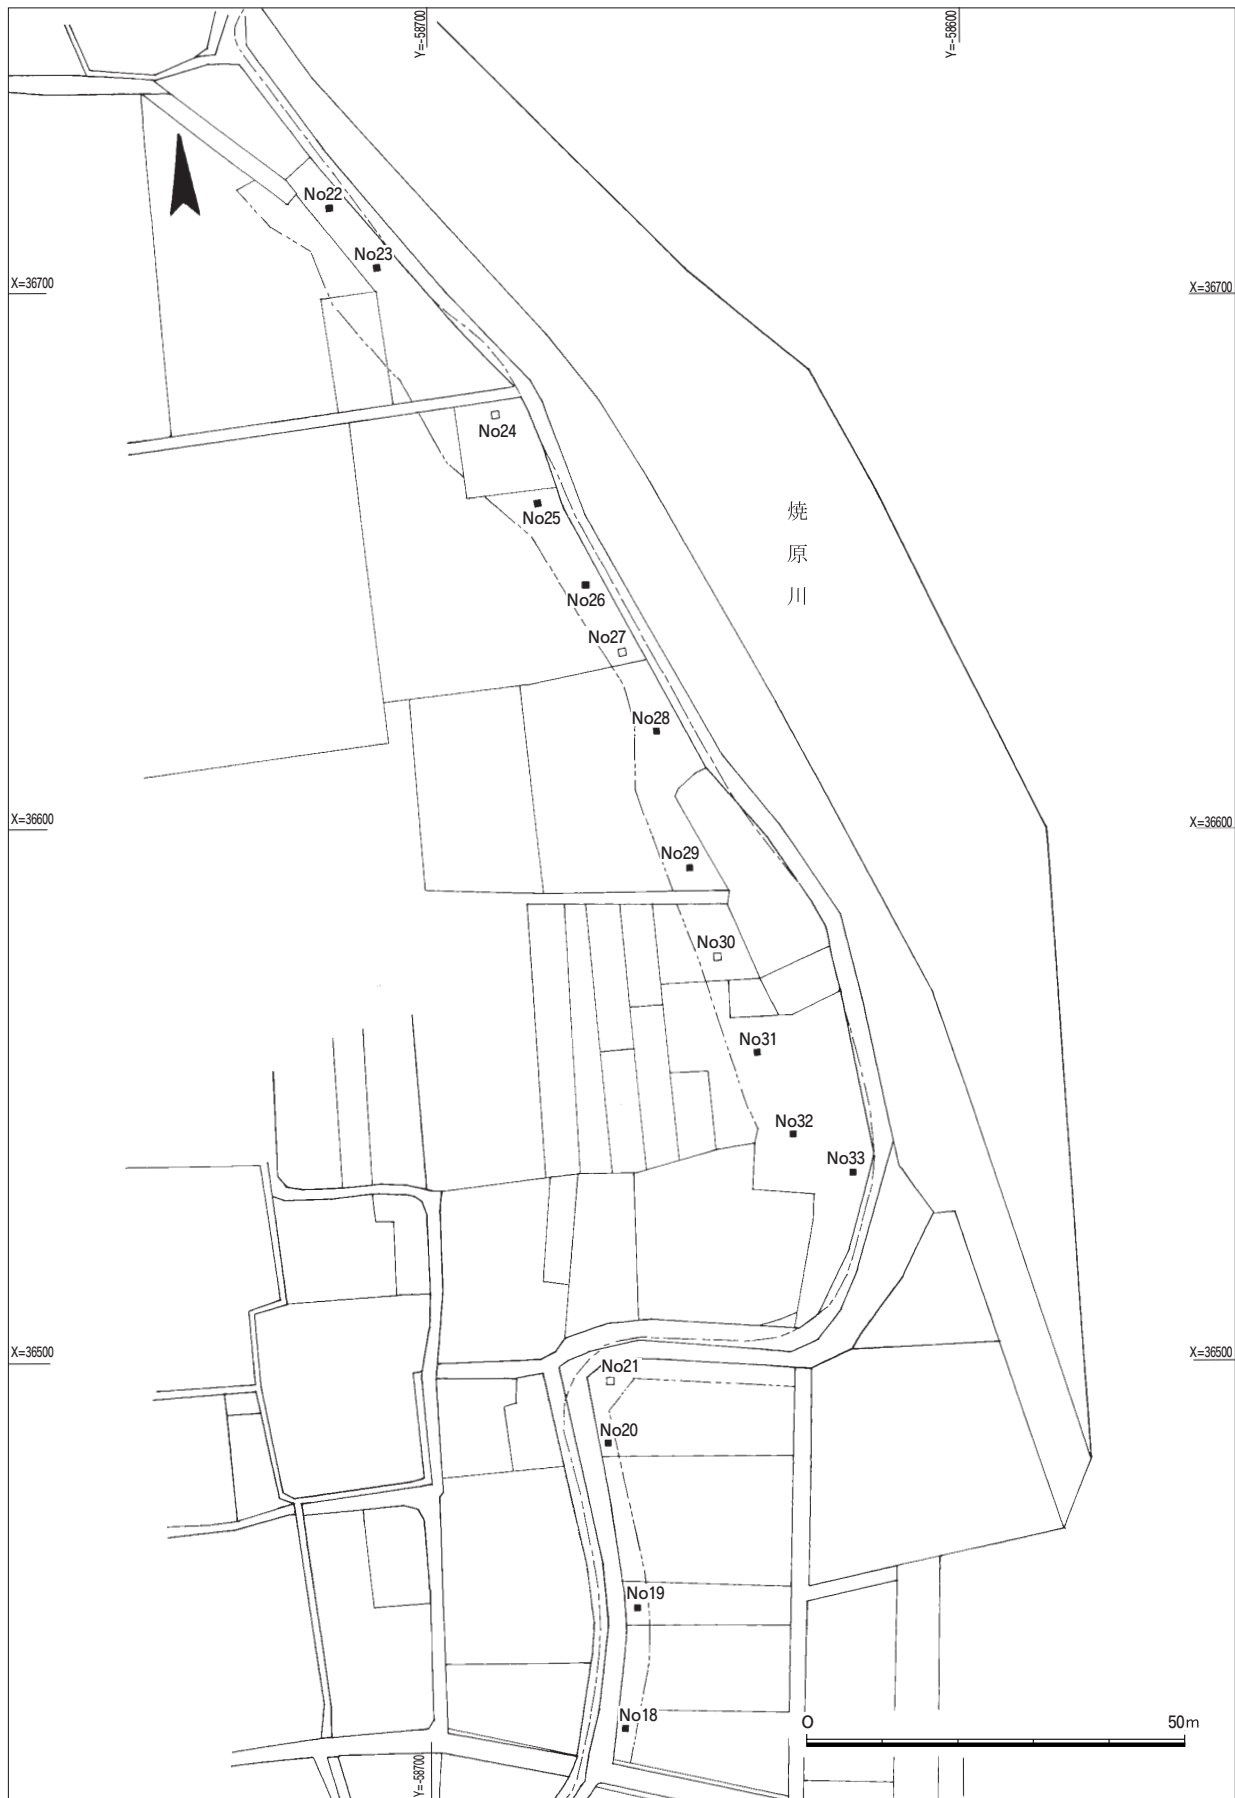 Y=-58700
Y=-58600
No22
No23
X=36700
X=36700
No24
No25
焼
原
川
No26
No27
No28
X=36600
X=36600
No29
No30
No31
No32
No33
X=36500
X=36500
No21
No20
No19
No18
0
50m
Y=-58700